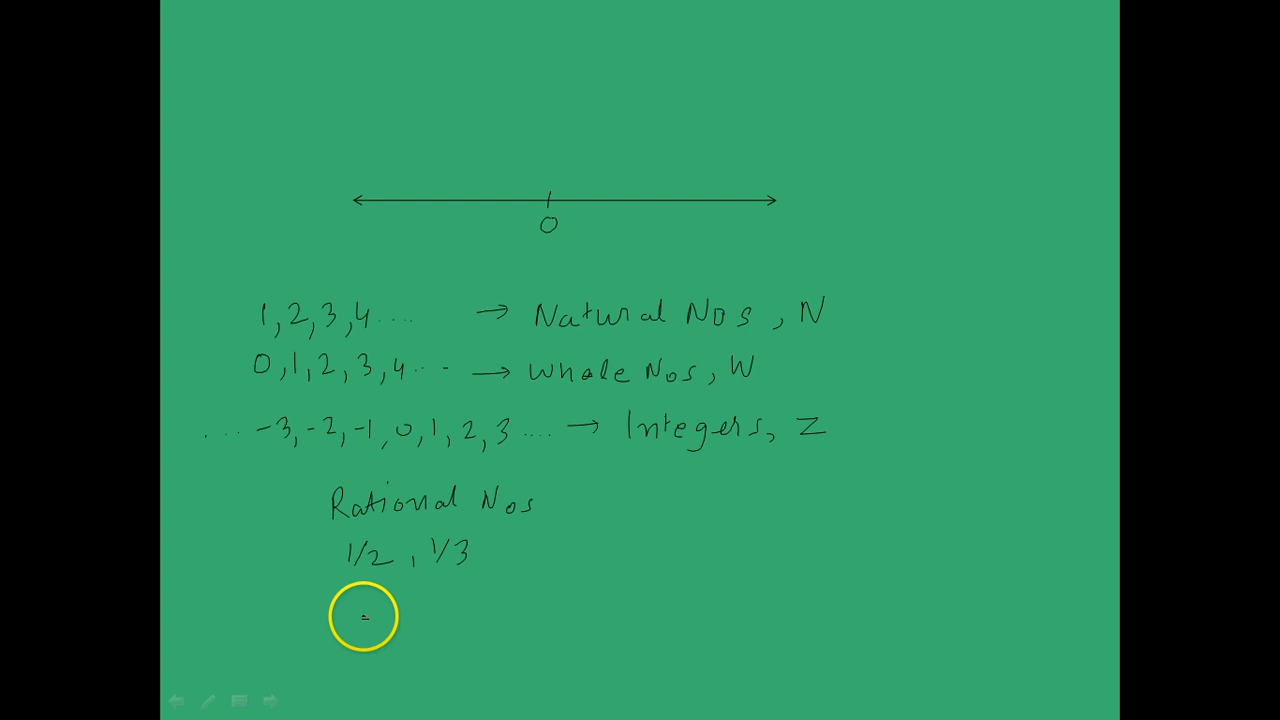 0
1,2,3,4.... → Natural Nos, N
0,1,2,3,4... → Whole Nos, W
....-3,-2,-1,0,1,2,3.... → Integers, Z
Rational Nos
1/2, 1/3